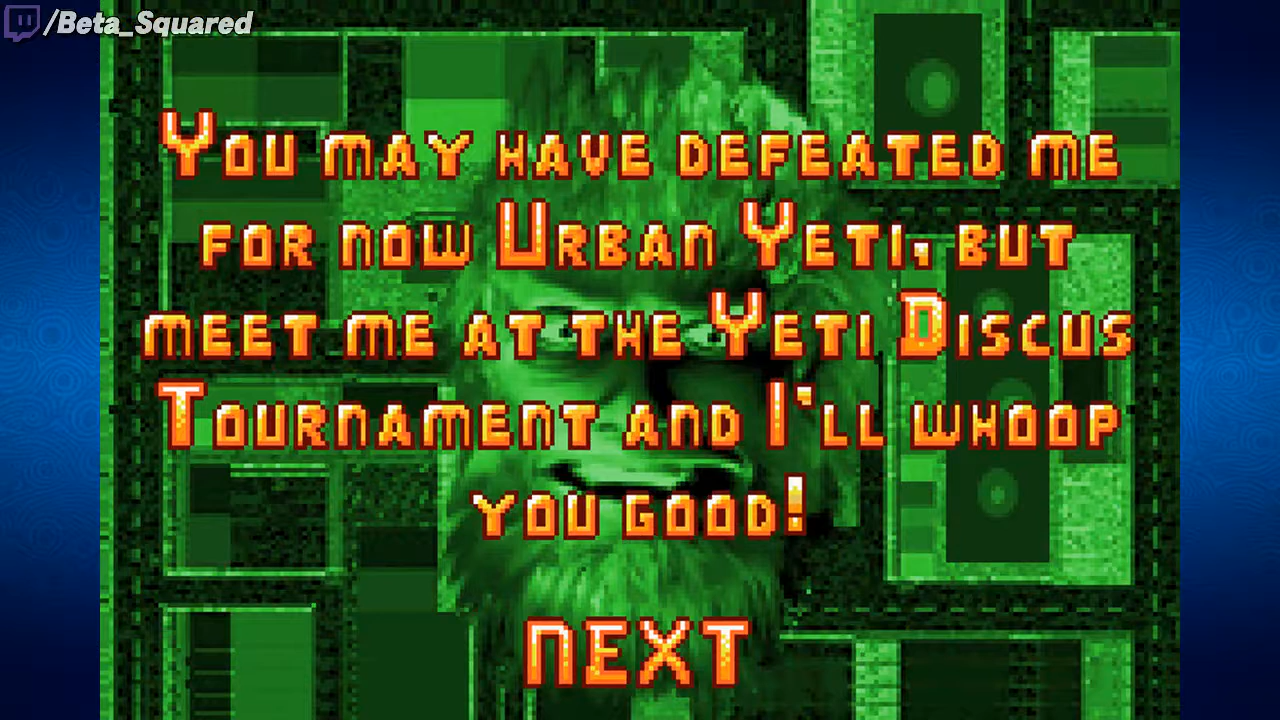 /Beta_Squared
You may have defeated me
for now Urban Yeti, but
meet me at the Yeti Discus
Tournament and I'll whoop
you good!
NEXT